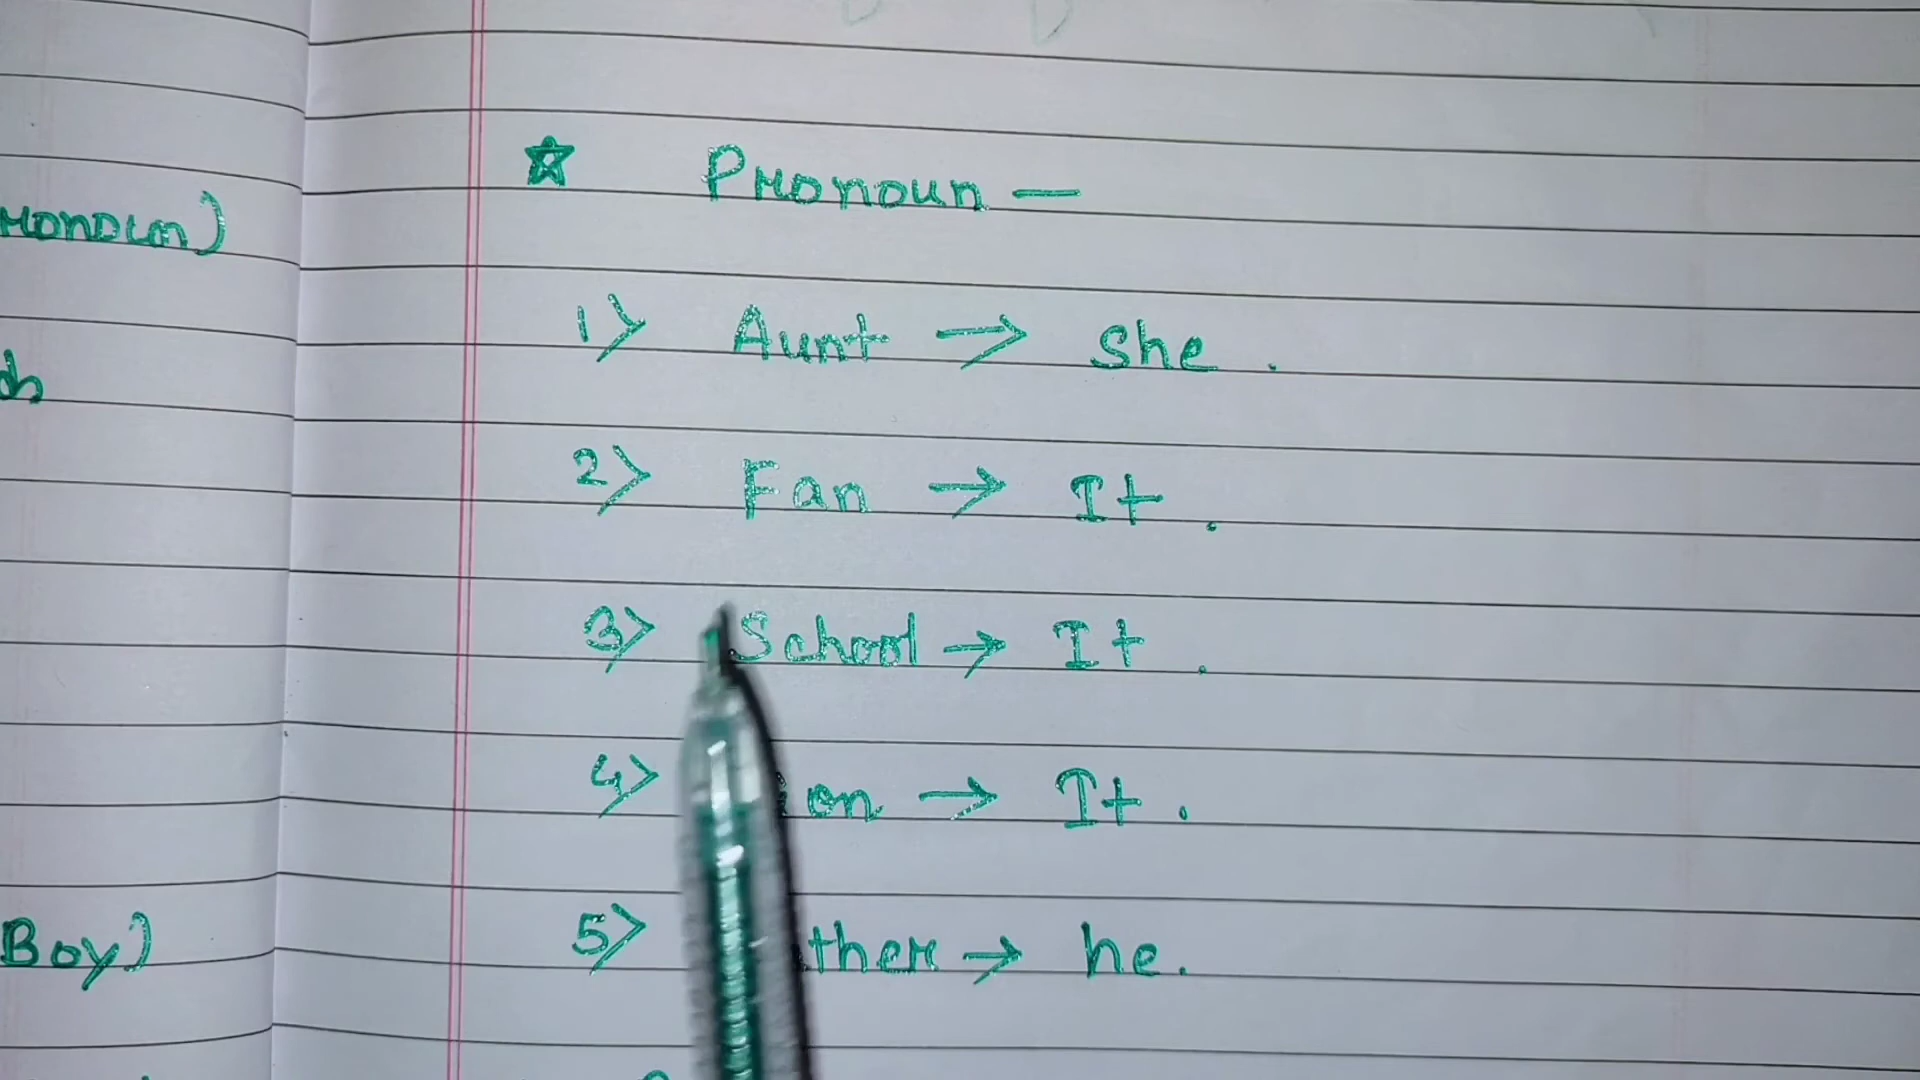 Pronoun —
1) Aunt → She.
2) Fan → It.
3) School → It.
4) → It.
5) → he.
Boy)